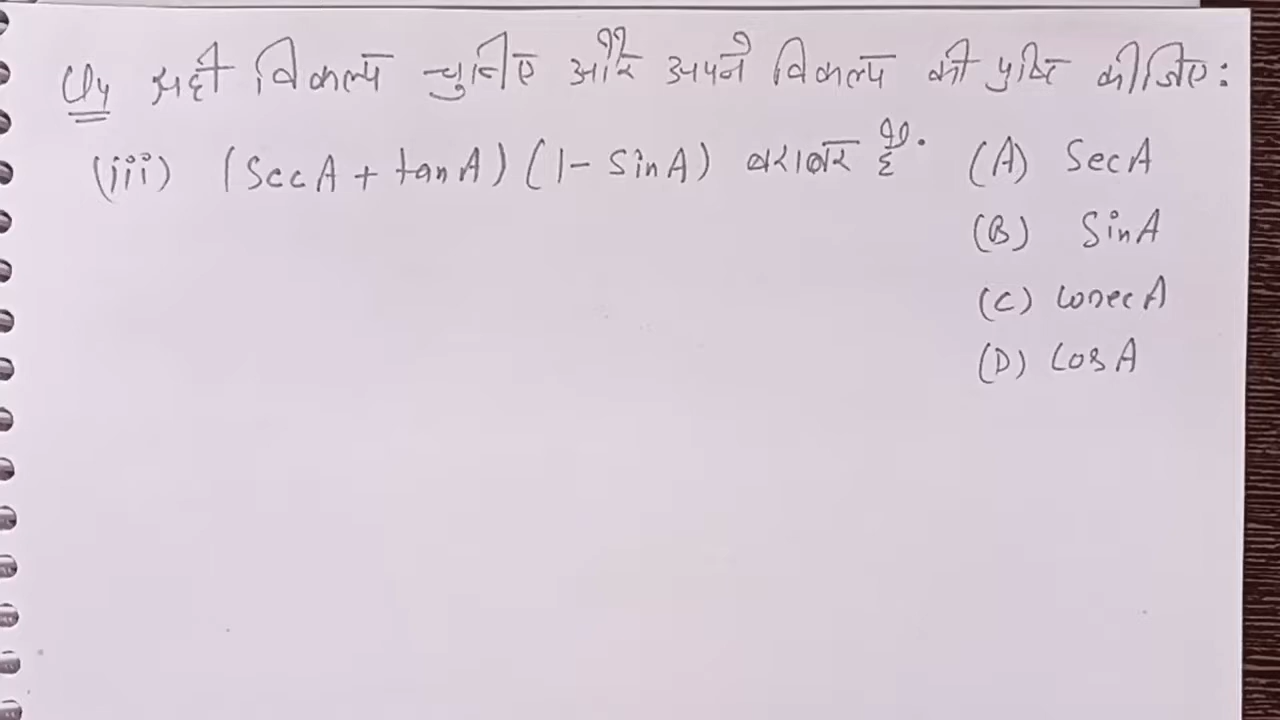 Q4 सही विकल्प चुनिए और अपने विकल्प की पुष्टि कीजिए:
(iii) (SecA + tanA) (1 - SinA) बराबर है. (A) SecA
(B) SinA
(C) CosecA
(D) CosA